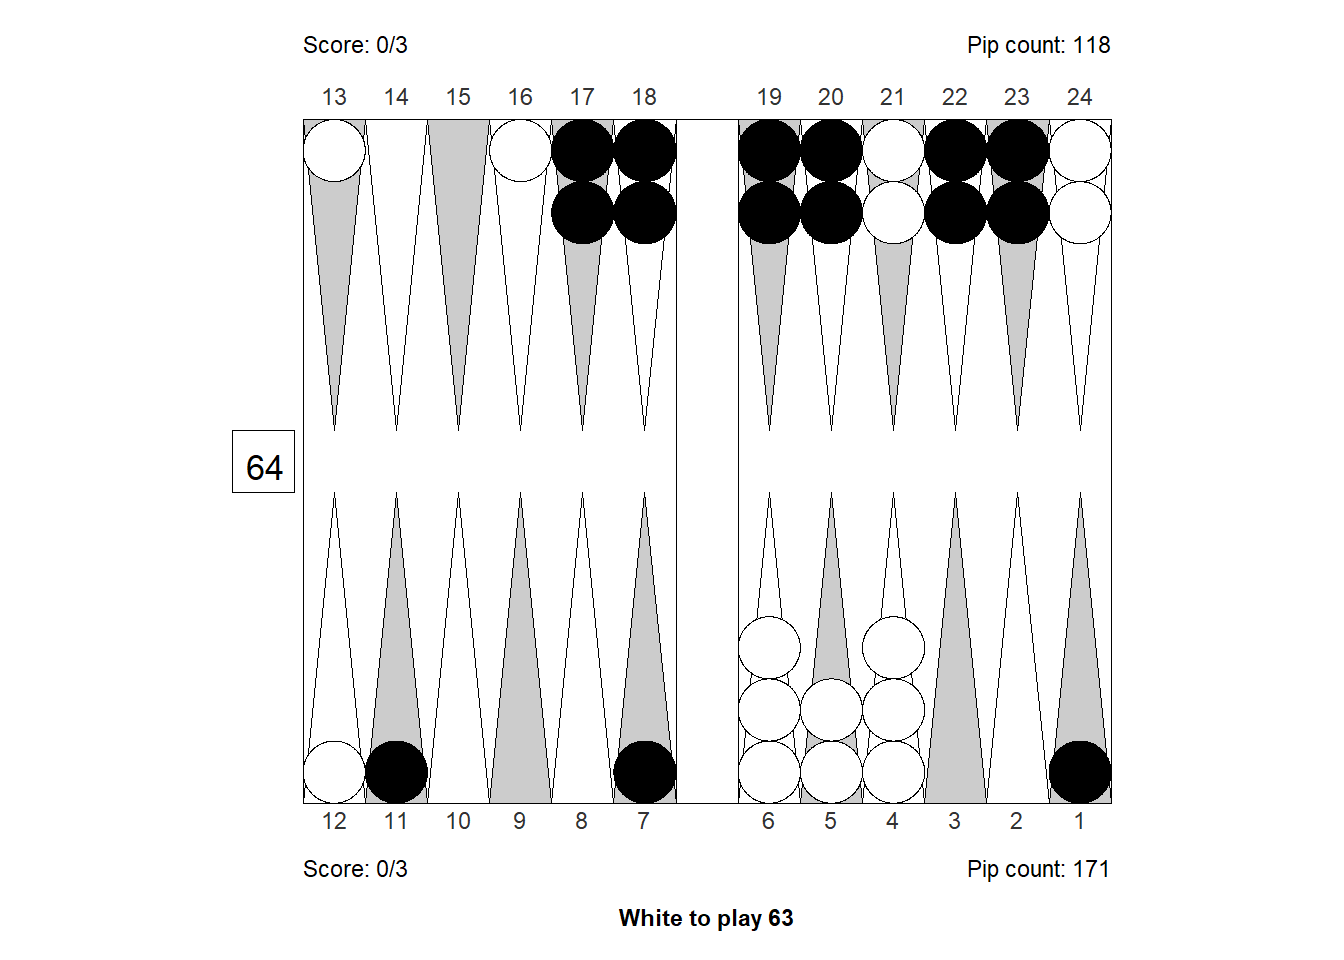 Score: 0/3 Pip count: 118
13 14 15 16 17 18 19 20 21 22 23 24
64
12 11 10 9 8 7 6 5 4 3 2 1
Score: 0/3 Pip count: 171
White to play 63